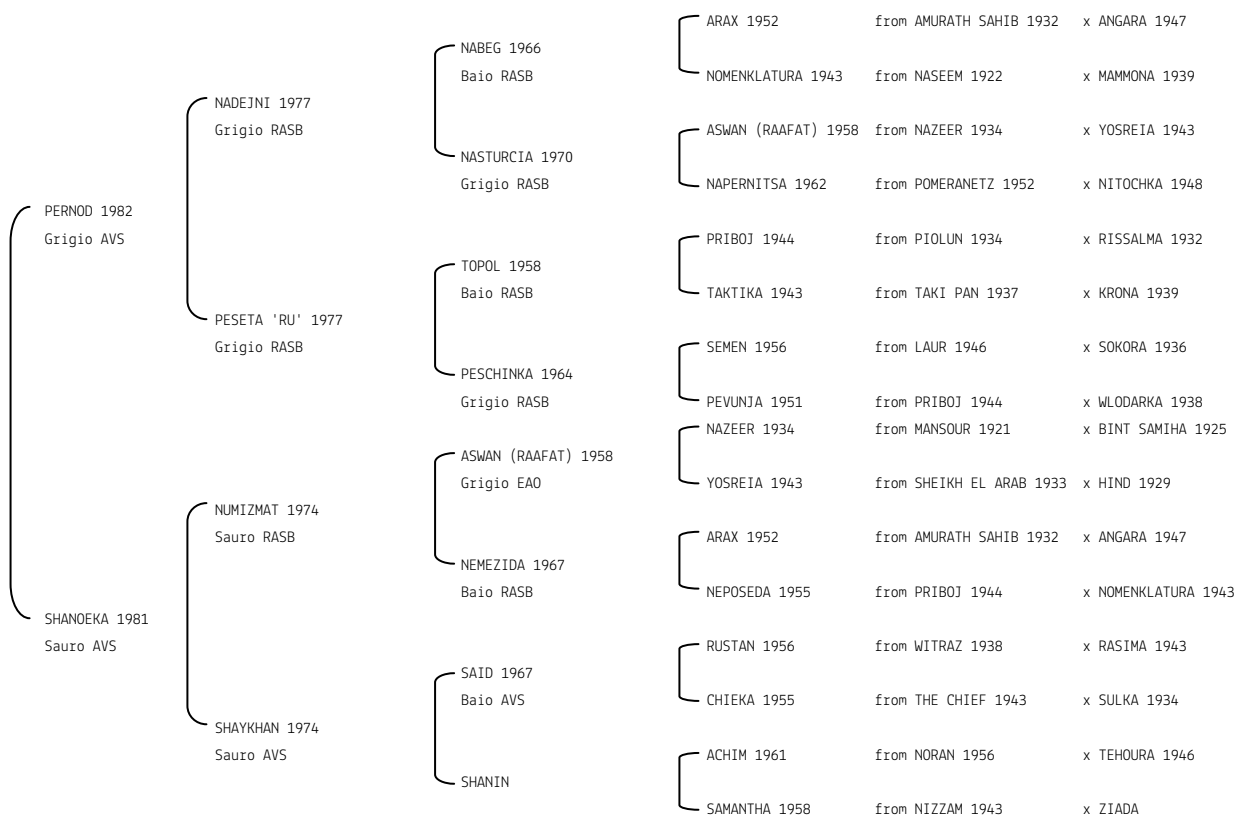 ARAX 1952 from AMURATH SAHIB 1932 x ANGARA 1947
NABEG 1966
Baio RASB
NOMENKLATURA 1943 from NASEEM 1922 x MAMMONA 1939
NADEJNI 1977
Grigio RASB
ASWAN (RAAFAT) 1958 from NAZEER 1934 x YOSREIA 1943
NASTURCIA 1970
Grigio RASB
NAPERNITSA 1962 from POMERANETZ 1952 x NITOCHKA 1948
PERNOD 1982
Grigio AVS
PRIBOJ 1944 from PIOLUN 1934 x RISSALMA 1932
TOPOL 1958
Baio RASB
TAKTIKA 1943 from TAKI PAN 1937 x KRONA 1939
PESETA 'RU' 1977
Grigio RASB
SEMEN 1956 from LAUR 1946 x SOKORA 1936
PESCHINKA 1964
Grigio RASB
PEVUNJA 1951 from PRIBOJ 1944 x WLODARKA 1938
NAZEER 1934 from MANSOUR 1921 x BINT SAMIHA 1925
ASWAN (RAAFAT) 1958
Grigio EAO
YOSREIA 1943 from SHEIKH EL ARAB 1933 x HIND 1929
NUMIZMAT 1974
Sauro RASB
ARAX 1952 from AMURATH SAHIB 1932 x ANGARA 1947
NEMEZIDA 1967
Baio RASB
NEPOSEDA 1955 from PRIBOJ 1944 x NOMENKLATURA 1943
SHANOEKA 1981
Sauro AVS
RUSTAN 1956 from WITRAZ 1938 x RASIMA 1943
SAID 1967
Baio AVS
CHIEKA 1955 from THE CHIEF 1943 x SULKA 1934
SHAYKHAN 1974
Sauro AVS
ACHIM 1961 from NORAN 1956 x TEHOURA 1946
SHANIN
SAMANTHA 1958 from NIZZAM 1943 x ZIADA